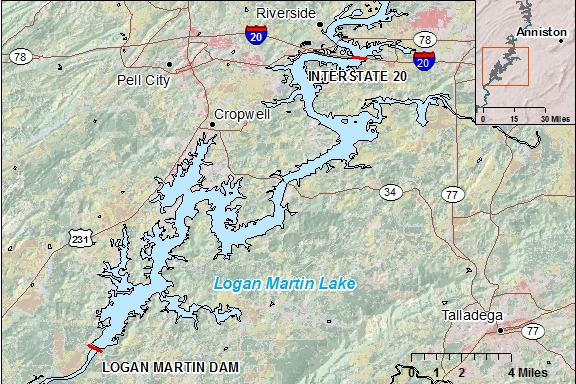 Riverside
20
78
Anniston
78
20
Pell City
INTERSTATE 20
0 15 30 Miles
Cropwell
34
77
231
Logan Martin Lake
Talladega
77
LOGAN MARTIN DAM
0 1 2 4 Miles